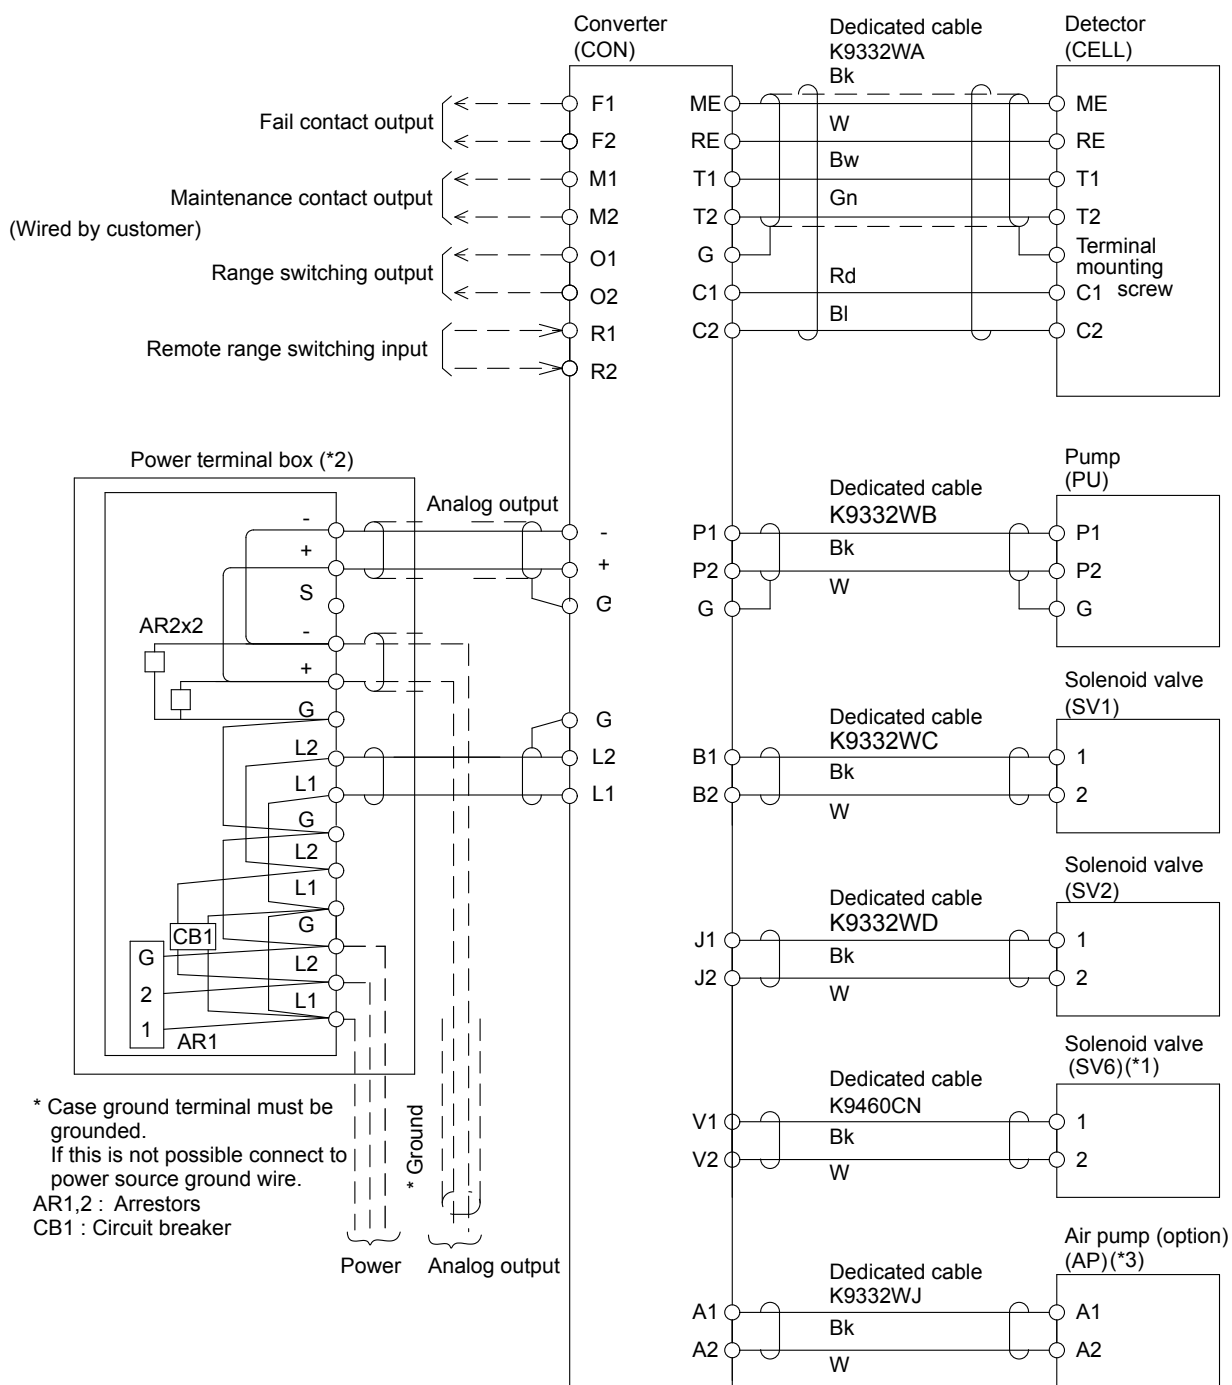 Converter
(CON)
Dedicated cable
K9332WA
Detector
(CELL)
Bk
W
Bw
Gn
Rd
Bl
Fail contact output
Maintenance contact output
(Wired by customer)
Range switching output
Remote range switching input
F1
F2
M1
M2
O1
O2
R1
R2
ME
RE
T1
T2
G
C1
C2
ME
RE
T1
T2
Terminal
mounting
screw
C1
C2
Power terminal box (*2)
Analog output
-
+
S
-
+
G
L2
L1
G
L2
L1
G
L2
L1
AR2x2
CB1
G
2
1
AR1
-
+
G
G
L2
L1
Pump
(PU)
Dedicated cable
K9332WB
P1
P2
G
Bk
W
P1
P2
G
Solenoid valve
(SV1)
Dedicated cable
K9332WC
B1
B2
Bk
W
1
2
Solenoid valve
(SV2)
Dedicated cable
K9332WD
J1
J2
Bk
W
1
2
Solenoid valve
(SV6)(*1)
Dedicated cable
K9460CN
V1
V2
Bk
W
1
2
Air pump (option)
(AP)(*3)
Dedicated cable
K9332WJ
A1
A2
Bk
W
A1
A2
* Case ground terminal must be
grounded.
If this is not possible connect to
power source ground wire.
AR1,2 : Arrestors
CB1 : Circuit breaker
* Ground
Power
Analog output